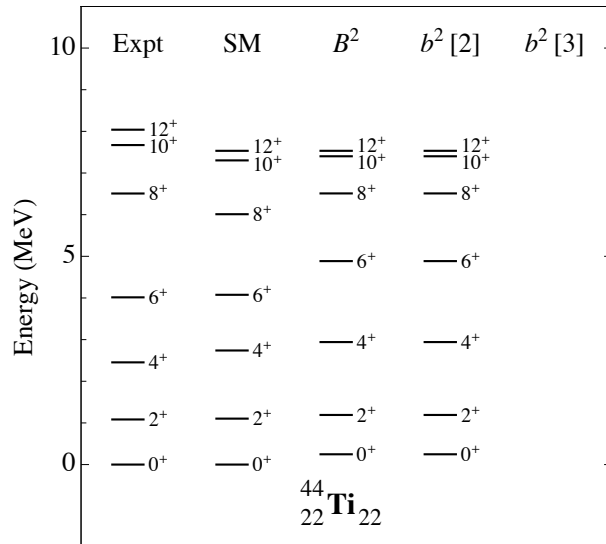 10 Expt SM B² b² [2] b² [3]
12⁺ 12⁺ 12⁺ 12⁺
10⁺ 10⁺ 10⁺ 10⁺
8⁺ 8⁺ 8⁺ 8⁺
5 6⁺ 6⁺ 6⁺ 6⁺
4⁺ 4⁺ 4⁺ 4⁺
2⁺ 2⁺ 2⁺ 2⁺
0 0⁺ 0⁺ 0⁺ 0⁺
Energy (MeV)
⁴⁴₂₂Ti₂₂